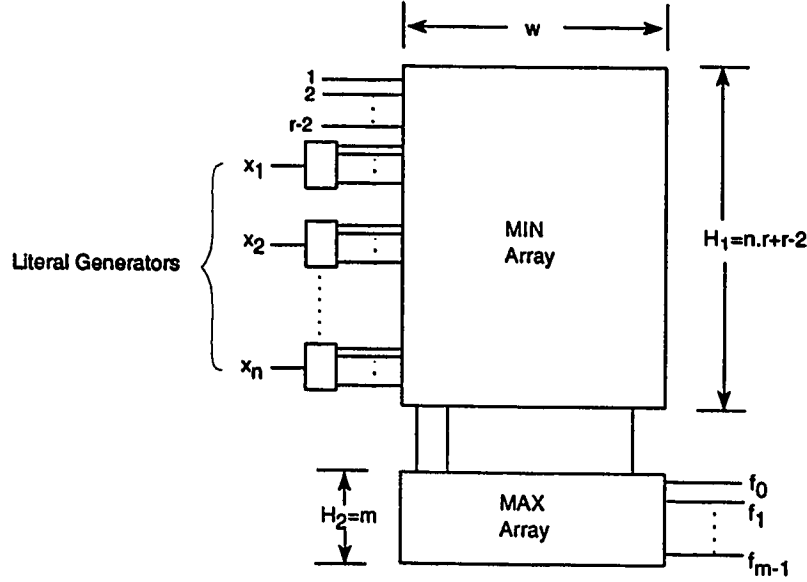 w
1
2
r-2
x1
x2
xn
Literal Generators
MIN
Array
H1=n.r+r-2
H2=m
MAX
Array
f0
f1
fm-1